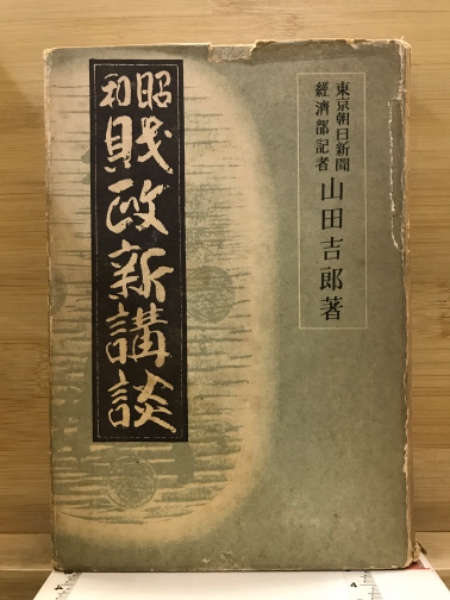 東京朝日新聞
經濟部記者
山田吉郎著
昭和
財政新講談